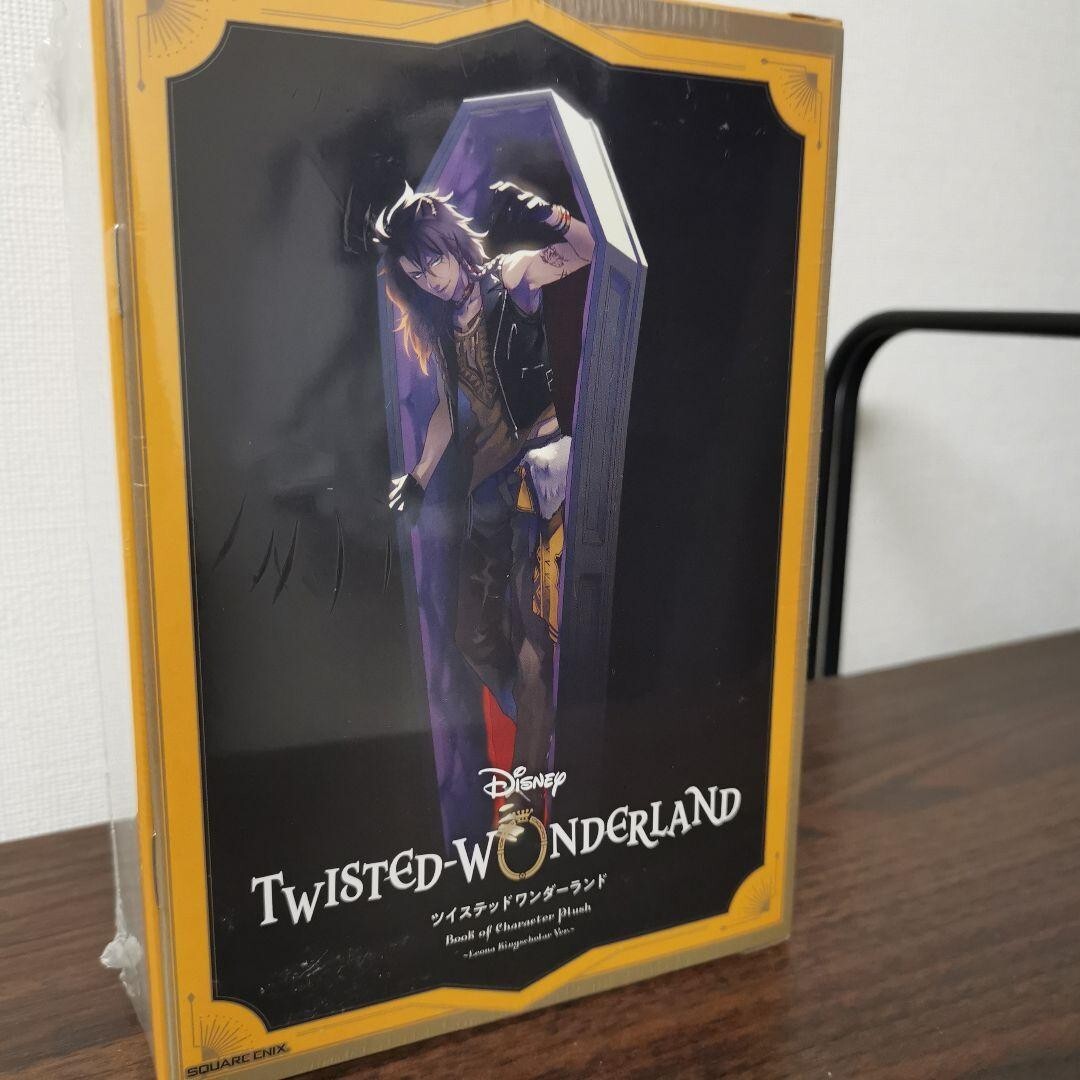 Disney
TWISTED-WONDERLAND
ツイステッドワンダーランド
Book of Character Plush
~Leona Kingscholar Ver.~
SQUARE ENIX®